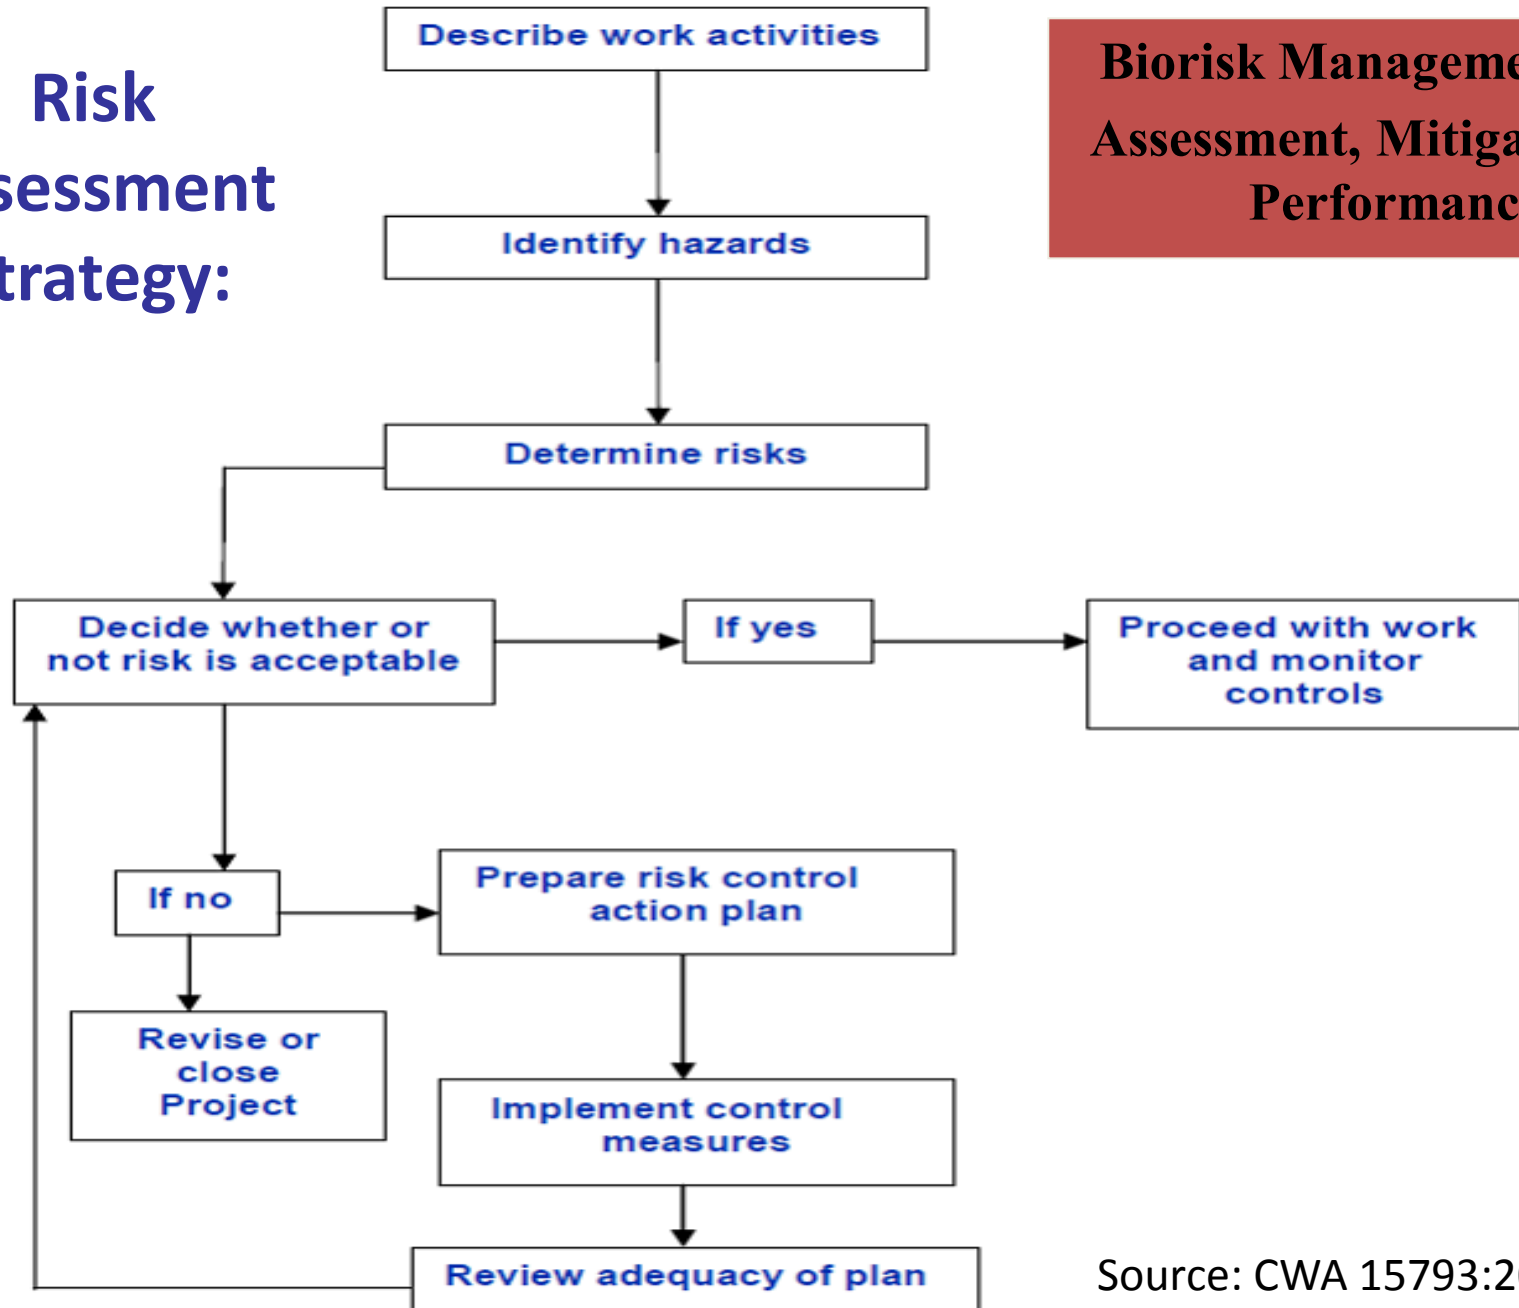 Risk
sessment
trategy:
Describe work activities
Biorisk Manageme
Assessment, Mitiga
Performanc
Identify hazards
Determine risks
Decide whether or
not risk is acceptable
If yes
Proceed with work
and monitor
controls
If no
Prepare risk control
action plan
Revise or
close
Project
Implement control
measures
Review adequacy of plan
Source: CWA 15793:20